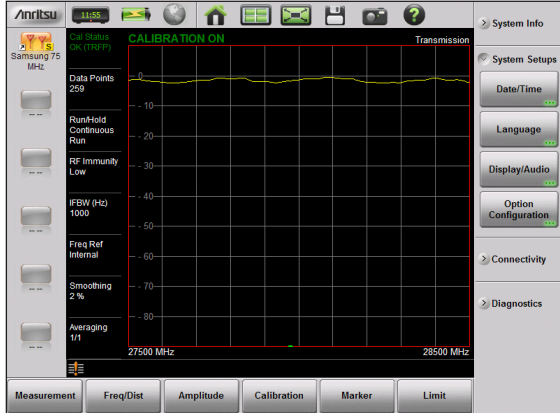 Anritsu
11:55
Samsung 75
MHz
-- --
-- --
-- --
-- --
-- --
Cal Status
OK (TRFP)
CALIBRATION ON
Transmission
Data Points
259
Run/Hold
Continuous
Run
RF Immunity
Low
IFBW (Hz)
1000
Freq Ref
Internal
Smoothing
2 %
Averaging
1/1
0
- 10
- 20
- 30
- 40
- 50
- 60
- 70
- 80
27500 MHz
28500 MHz
System Info
System Setups
Date/Time
Language
Display/Audio
Option
Configuration
Connectivity
Diagnostics
Measurement
Freq/Dist
Amplitude
Calibration
Marker
Limit